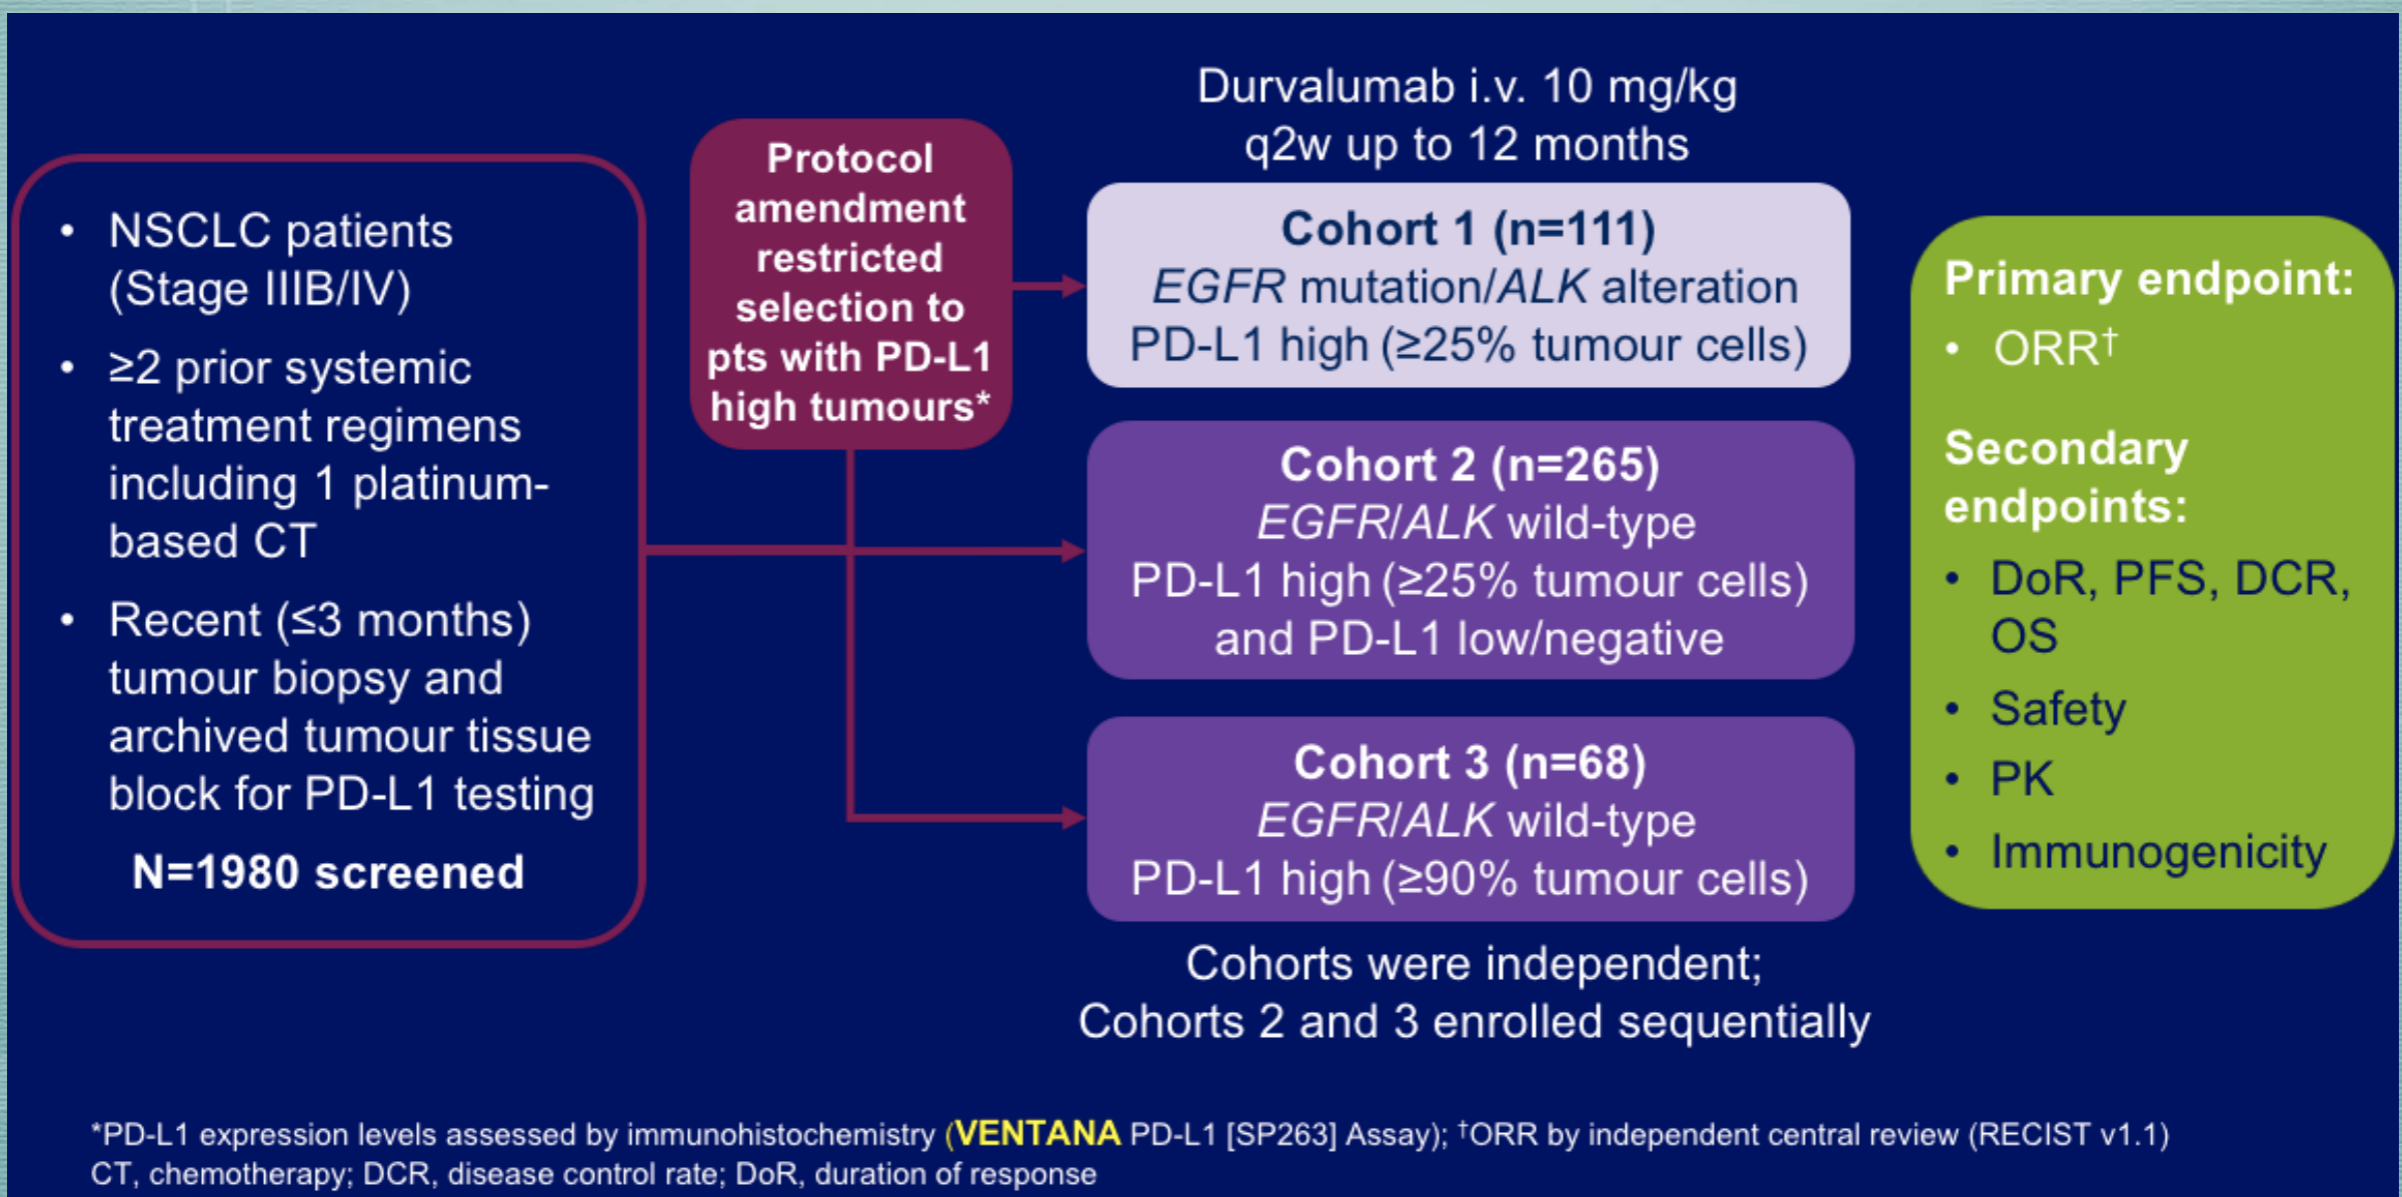 • NSCLC patients
(Stage IIIB/IV)
• ≥2 prior systemic
treatment regimens
including 1 platinum-
based CT
• Recent (≤3 months)
tumour biopsy and
archived tumour tissue
block for PD-L1 testing
N=1980 screened
Protocol
amendment
restricted
selection to
pts with PD-L1
high tumours*
Durvalumab i.v. 10 mg/kg
q2w up to 12 months
Cohort 1 (n=111)
EGFR mutation/ALK alteration
PD-L1 high (≥25% tumour cells)
Cohort 2 (n=265)
EGFR/ALK wild-type
PD-L1 high (≥25% tumour cells)
and PD-L1 low/negative
Cohort 3 (n=68)
EGFR/ALK wild-type
PD-L1 high (≥90% tumour cells)
Cohorts were independent;
Cohorts 2 and 3 enrolled sequentially
Primary endpoint:
• ORR†
Secondary
endpoints:
• DoR, PFS, DCR,
OS
• Safety
• PK
• Immunogenicity
*PD-L1 expression levels assessed by immunohistochemistry (VENTANA PD-L1 [SP263] Assay); †ORR by independent central review (RECIST v1.1)
CT, chemotherapy; DCR, disease control rate; DoR, duration of response